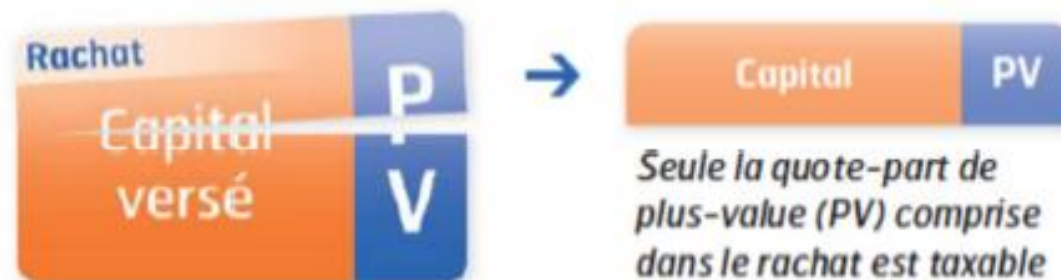 Rachat
Capital
versé
P
V
→
Capital
PV
Seule la quote-part de
plus-value (PV) comprise
dans le rachat est taxable